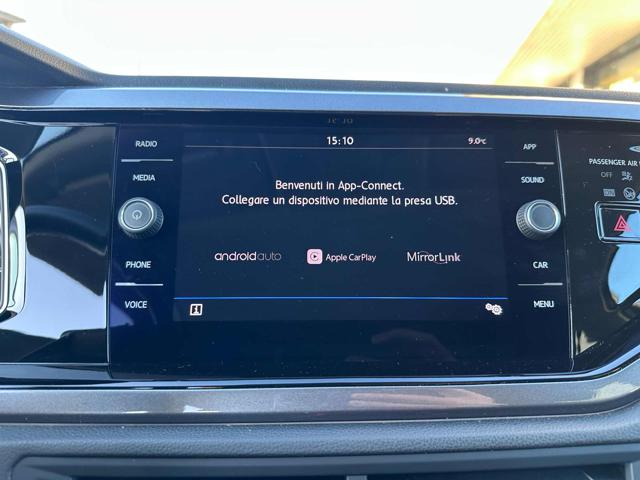 RADIO
MEDIA
PHONE
VOICE
15:10
9.0°C
Benvenuti in App-Connect.
Collegare un dispositivo mediante la presa USB.
androidauto
Apple CarPlay
MirrorLink
APP
SOUND
CAR
MENU
PASSENGER AIR
OFF